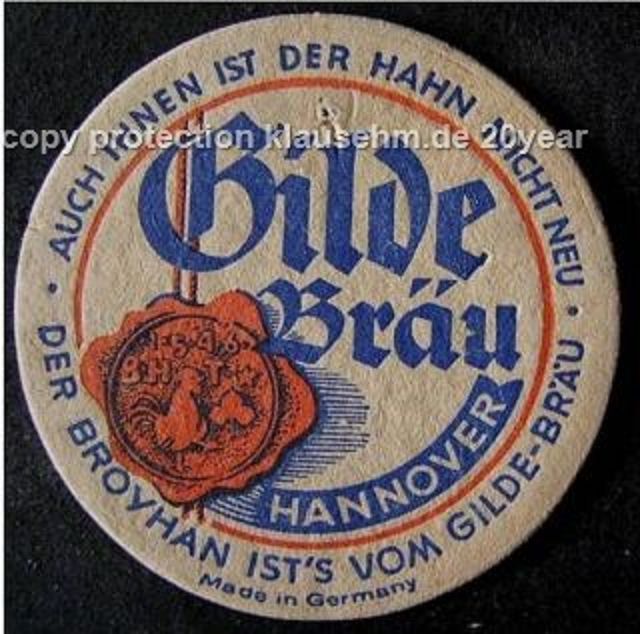 AUCH IHNEN IST DER HAHN NICHT NEU
copy protection klausehm.de 20year
Gilde
Bräu
1546
B.H.T.
HANNOVER
DER BROYHAN IST'S VOM GILDE-BRÄU
Made in Germany